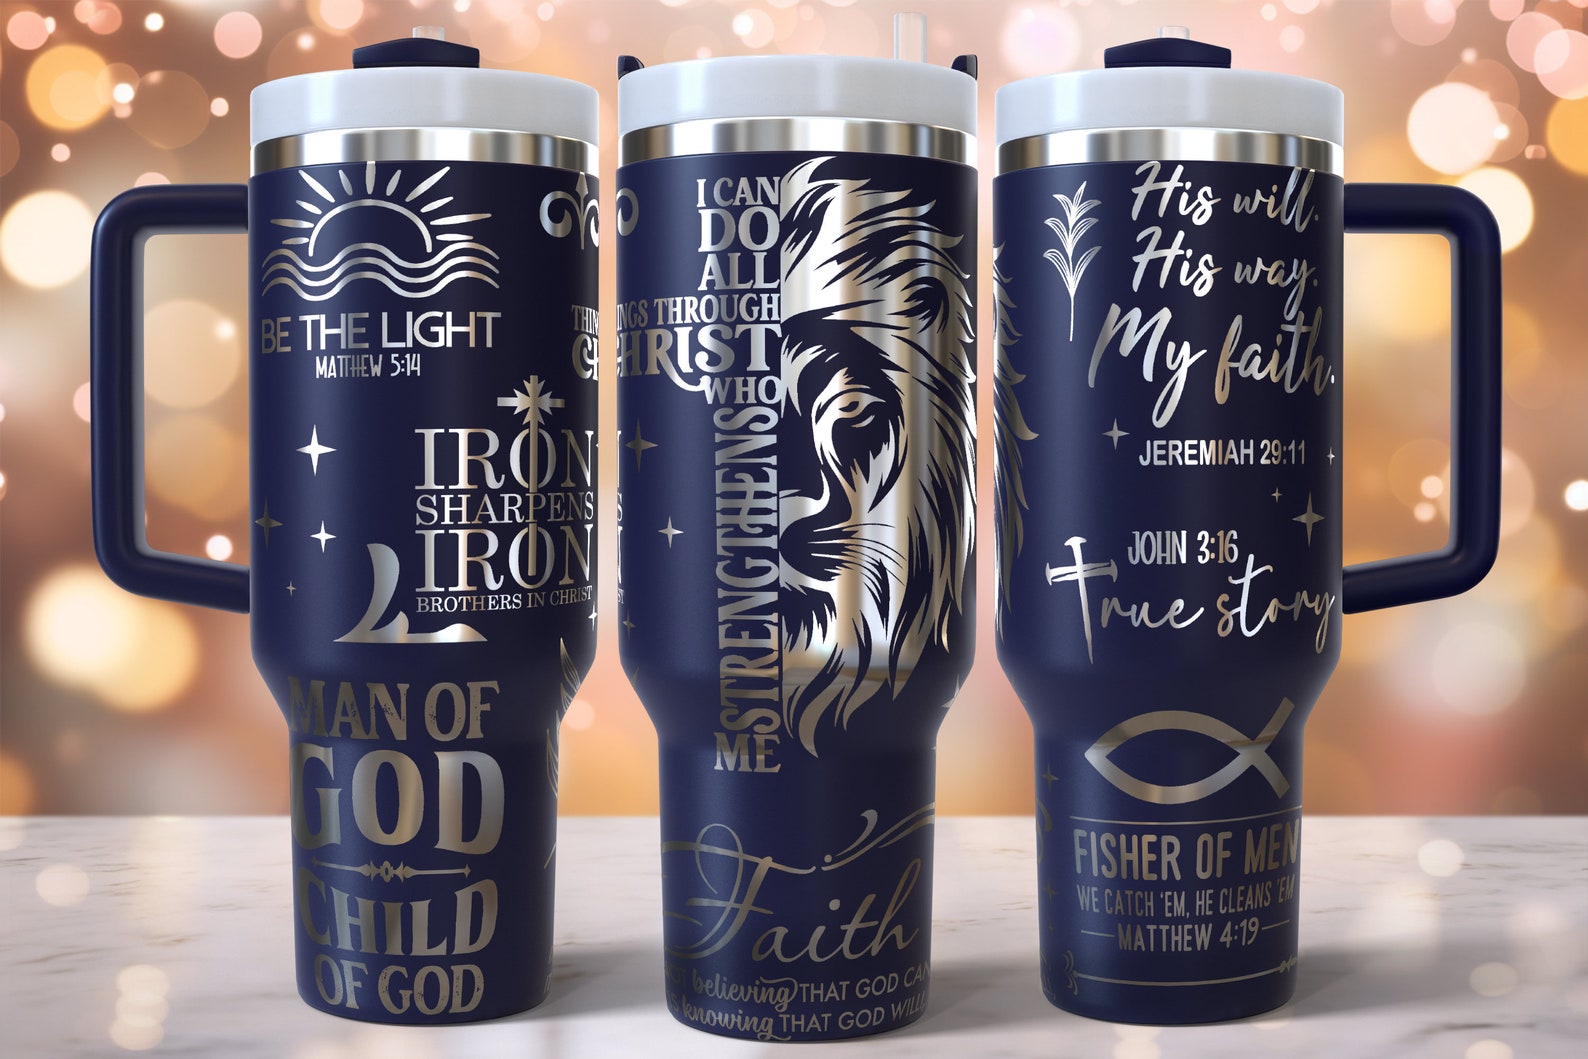 BE THE LIGHT
MATTHEW 5:14
IRON
SHARPENS
IRON
BROTHERS IN CHRIST
MAN OF
GOD
CHILD
OF GOD
I CAN
DO
ALL
THROUGH
CHRIST
WHO
STRENGTHENS
ME
Faith
believing THAT GOD CAN
knowing THAT GOD WILL
His will.
His way.
My faith.
JEREMIAH 29:11
JOHN 3:16
True story
FISHER OF MEN
WE CATCH 'EM, HE CLEANS 'EM
MATTHEW 4:19